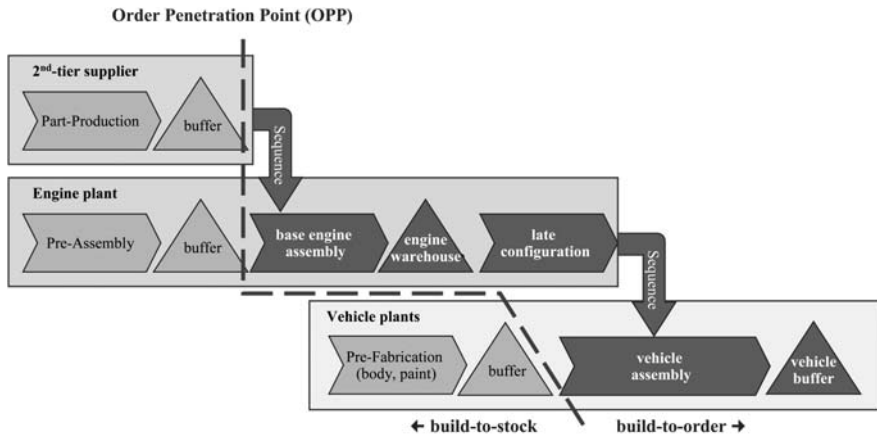 Order Penetration Point (OPP)
2nd-tier supplier
Part-Production
buffer
Sequence
Engine plant
Pre-Assembly
buffer
base engine
assembly
engine
warehouse
late
configuration
Sequence
Vehicle plants
Pre-Fabrication
(body, paint)
buffer
vehicle
assembly
vehicle
buffer
← build-to-stock
build-to-order →